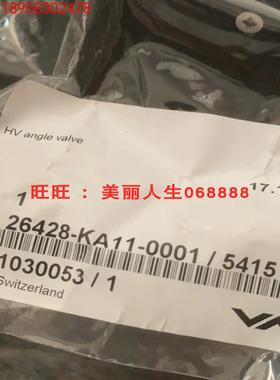 18956302478
HV angle valve
17.1
1
旺旺 : 美丽人生068888
26428-KA11-0001 / 5415
1030053 / 1
Switzerland